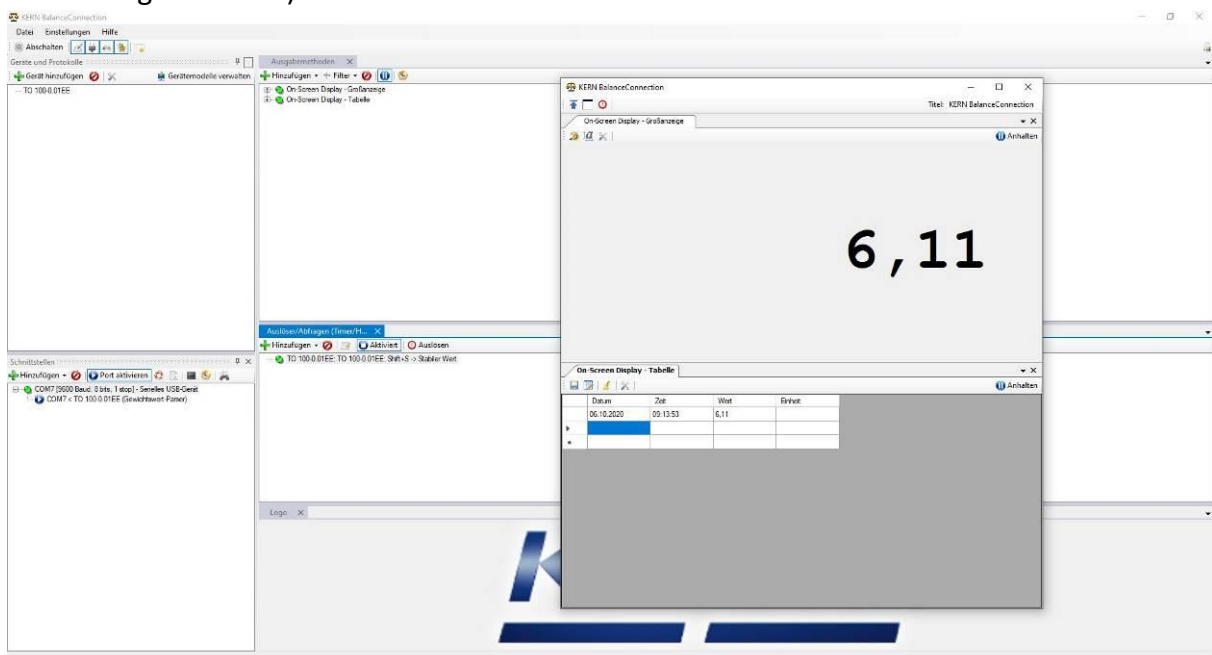 KERN BalanceConnection
Datei Einstellungen Hilfe
Abschalten
Geräte und Protokolle
Gerät hinzufügen Gerätemodelle verwalten
TO 100-0.01EE
Ausgabemethoden
Hinzufügen Filter
On-Screen Display - Großanzeige
On-Screen Display - Tabelle
Auslöser/Abfragen (Timer/H...
Hinzufügen Aktiviert Auslösen
TO 100-0.01EE: TO 100-0.01EE: Shift+S -> Stabiler Wert
Schnittstellen
Hinzufügen Port aktivieren
COM7 [9600 Baud, 8 bits, 1 stop] - Serielles USB-Gerät
COM7 < TO 100-0.01EE (Gewichtswert-Parser)
Logo
KERN BalanceConnection
Titel: KERN BalanceConnection
On-Screen Display - Großanzeige
Anhalten
6,11
On-Screen Display - Tabelle
Anhalten
Datum Zeit Wert Einheit
06.10.2020 09:13:53 6,11